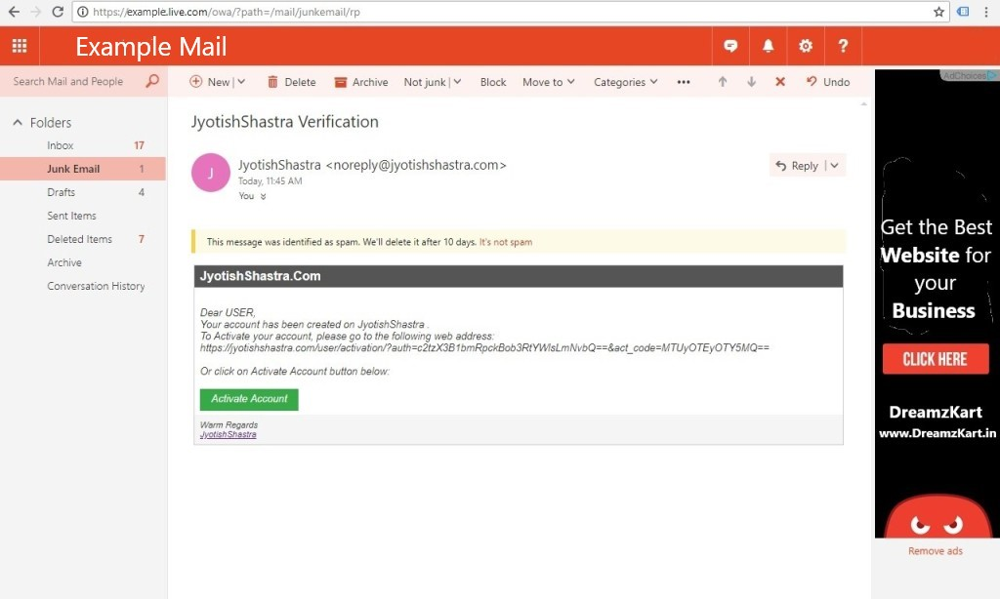 https://example.live.com/owa/?path=/mail/junkemail/rp
Example Mail
?
Search Mail and People
New
Delete
Archive
Not junk
Block
Move to
Categories
Undo
AdChoices
Folders
Inbox 17
Junk Email 1
Drafts 4
Sent Items
Deleted Items 7
Archive
Conversation History
JyotishShastra Verification
J
JyotishShastra <noreply@jyotishshastra.com>
Today, 11:45 AM
You
Reply
This message was identified as spam. We'll delete it after 10 days. It's not spam
JyotishShastra.Com
Dear USER,
Your account has been created on JyotishShastra .
To Activate your account, please go to the following web address:
https://jyotishshastra.com/user/activation/?auth=c2tzX3B1bmRpckBob3RtYWlsLmNvbQ==&act_code=MTUyOTEyOTY5MQ==
Or click on Activate Account button below:
Activate Account
Warm Regards
JyotishShastra
Get the Best
Website for
your
Business
CLICK HERE
DreamzKart
www.DreamzKart.in
Remove ads